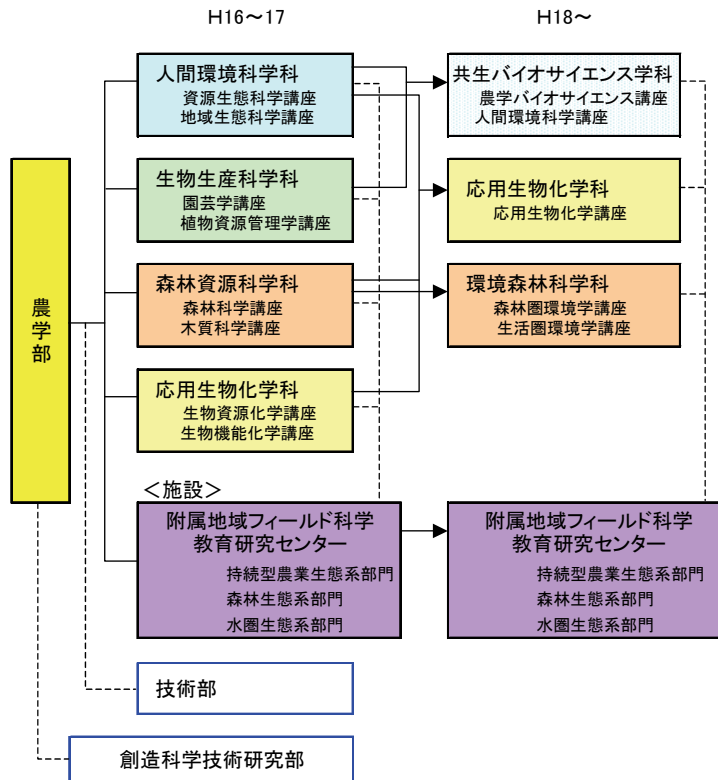 H16～17
H18～
農学部
人間環境科学科
資源生態科学講座
地域生態科学講座
生物生産科学科
園芸学講座
植物資源管理学講座
森林資源科学科
森林科学講座
木質科学講座
応用生物化学科
生物資源化学講座
生物機能化学講座
＜施設＞
附属地域フィールド科学
教育研究センター
持続型農業生態系部門
森林生態系部門
水圏生態系部門
技術部
創造科学技術研究部
共生バイオサイエンス学科
農学バイオサイエンス講座
人間環境科学講座
応用生物化学科
応用生物化学講座
環境森林科学科
森林圏環境学講座
生活圏環境学講座
附属地域フィールド科学
教育研究センター
持続型農業生態系部門
森林生態系部門
水圏生態系部門